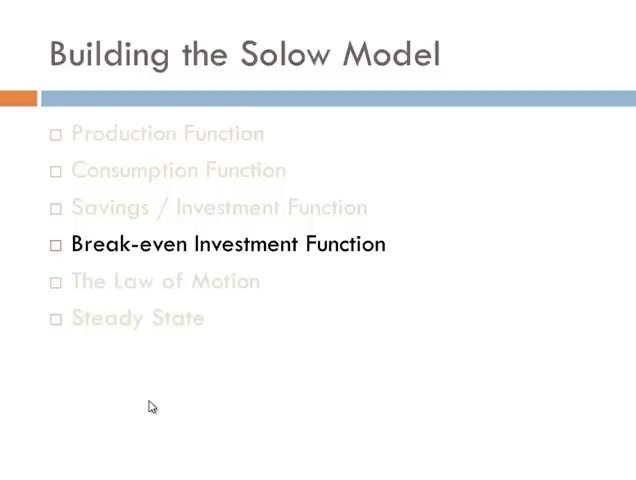 Building the Solow Model
Production Function
Consumption Function
Savings / Investment Function
Break-even Investment Function
The Law of Motion
Steady State